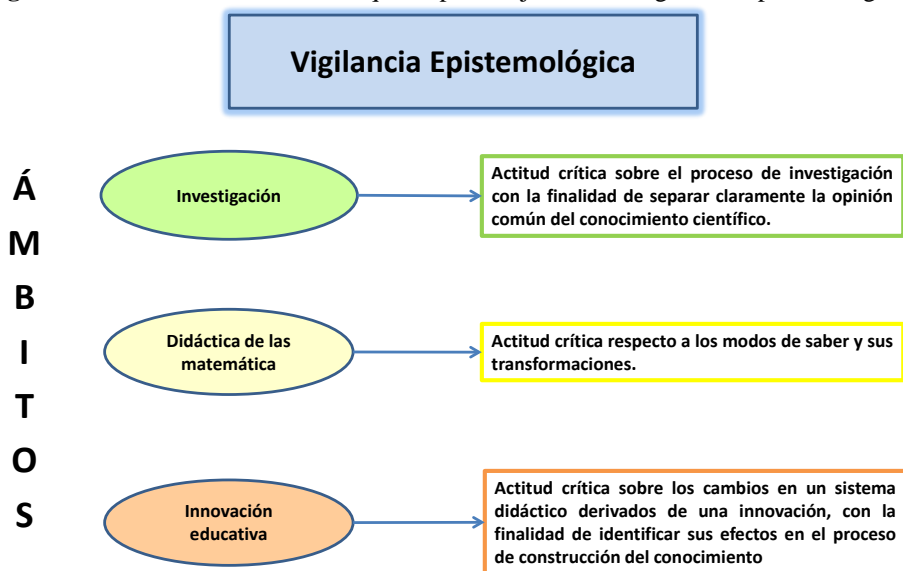 Vigilancia Epistemológica
Á
M
B
I
T
O
S
Investigación
Actitud crítica sobre el proceso de investigación
con la finalidad de separar claramente la opinión
común del conocimiento científico.
Didáctica de las
matemática
Actitud crítica respecto a los modos de saber y sus
transformaciones.
Innovación
educativa
Actitud crítica sobre los cambios en un sistema
didáctico derivados de una innovación, con la
finalidad de identificar sus efectos en el proceso
de construcción del conocimiento